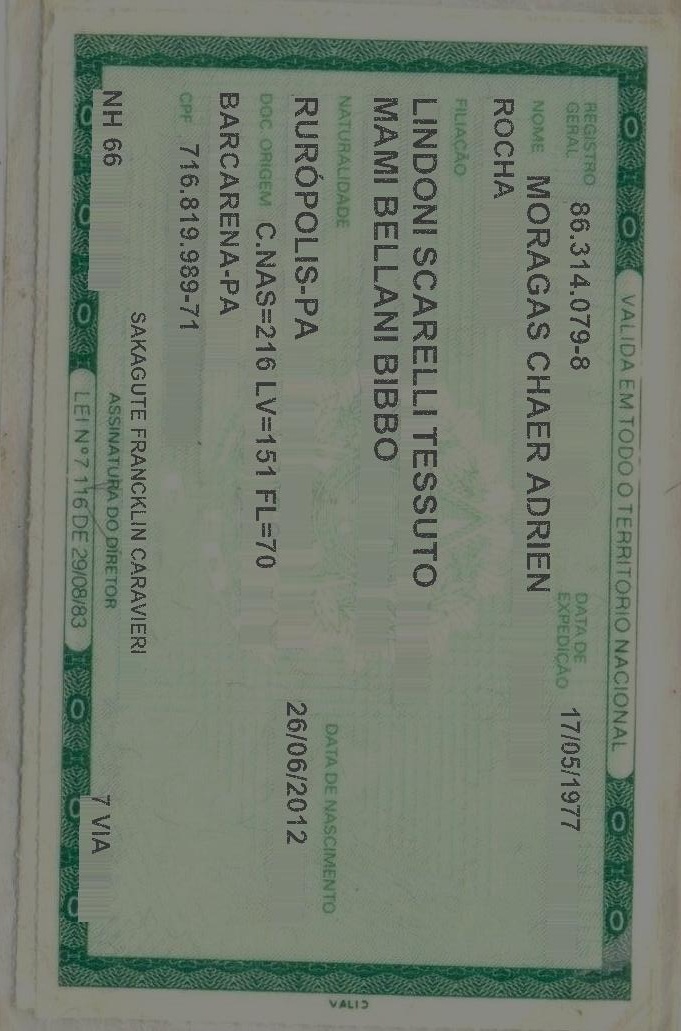 VALIDA EM TODO O TERRITORIO NACIONAL
REGISTRO GERAL 86.314.079-8 DATA DE EXPEDIÇÃO 17/05/1977
NOME MORAGAS CHAER ADRIEN
ROCHA
FILIAÇÃO
LINDONI SCARELLI TESSUTO
MAMI BELLANI BIBBO
NATURALIDADE DATA DE NASCIMENTO
RURÓPOLIS-PA 26/06/2012
DOC ORIGEM C.NAS=216 LV=151 FL=70
BARCARENA-PA
CPF 716.819.989-71
SAKAGUTE FRANCKLIN CARAVIERI
NH 66 ASSINATURA DO DIRETOR 7 VIA
LEI Nº 7 116 DE 29/08/83
VALID